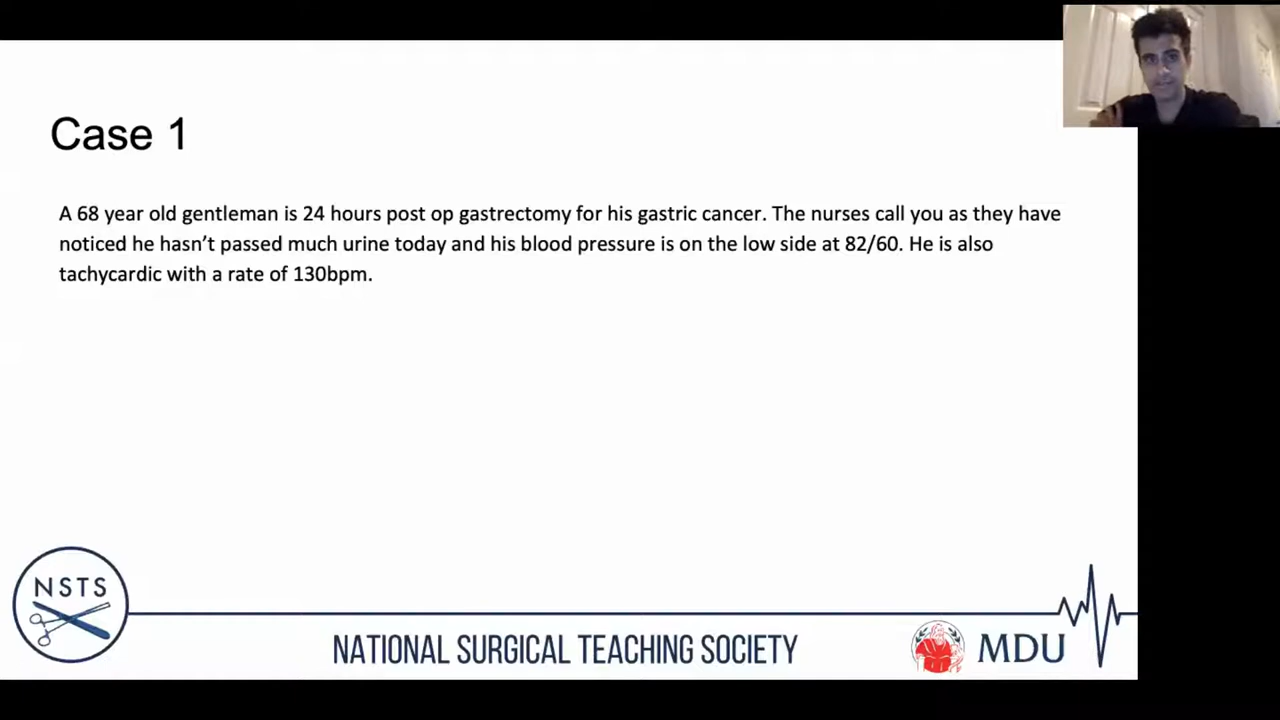 Case 1
A 68 year old gentleman is 24 hours post op gastrectomy for his gastric cancer. The nurses call you as they have
noticed he hasn't passed much urine today and his blood pressure is on the low side at 82/60. He is also
tachycardic with a rate of 130bpm.
NSTS
NATIONAL SURGICAL TEACHING SOCIETY
MDU